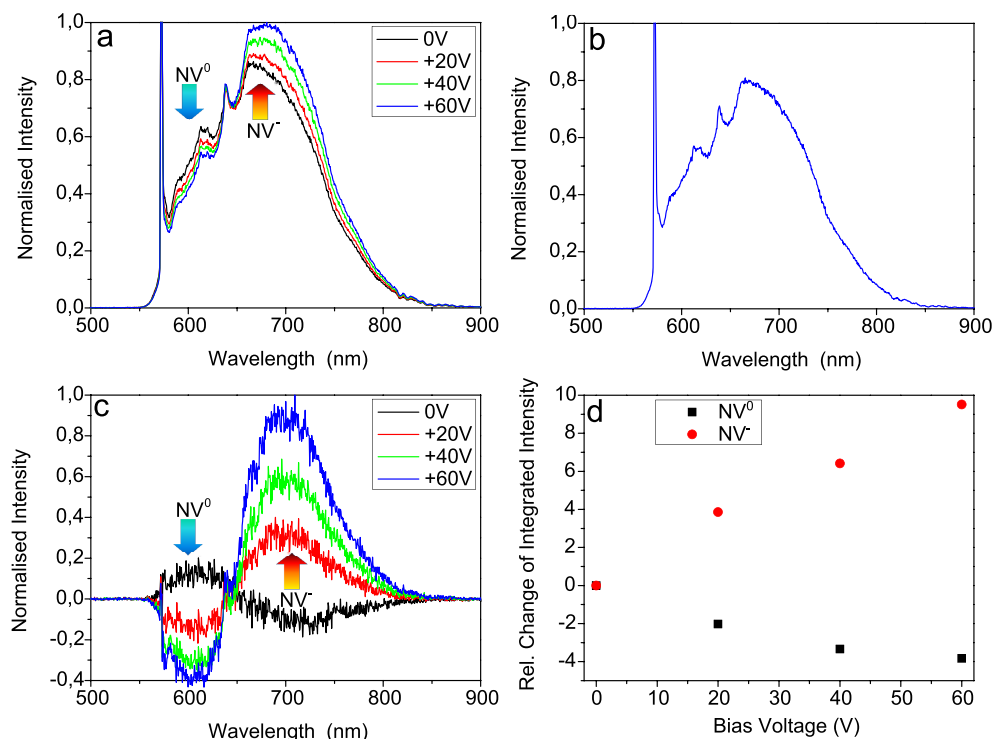 a
Normalised Intensity
1,0
0,8
0,6
0,4
0,2
0,0
NV⁰
NV⁻
0V
+20V
+40V
+60V
500 600 700 800 900
Wavelength (nm)
b
Normalised Intensity
1,0
0,8
0,6
0,4
0,2
0,0
500 600 700 800 900
Wavelength (nm)
c
Normalised Intensity
1,0
0,8
0,6
0,4
0,2
0,0
-0,2
-0,4
NV⁰
NV⁻
0V
+20V
+40V
+60V
500 600 700 800 900
Wavelength (nm)
d
Rel. Change of Integrated Intensity
10
8
6
4
2
0
-2
-4
NV⁰
NV⁻
0 10 20 30 40 50 60
Bias Voltage (V)